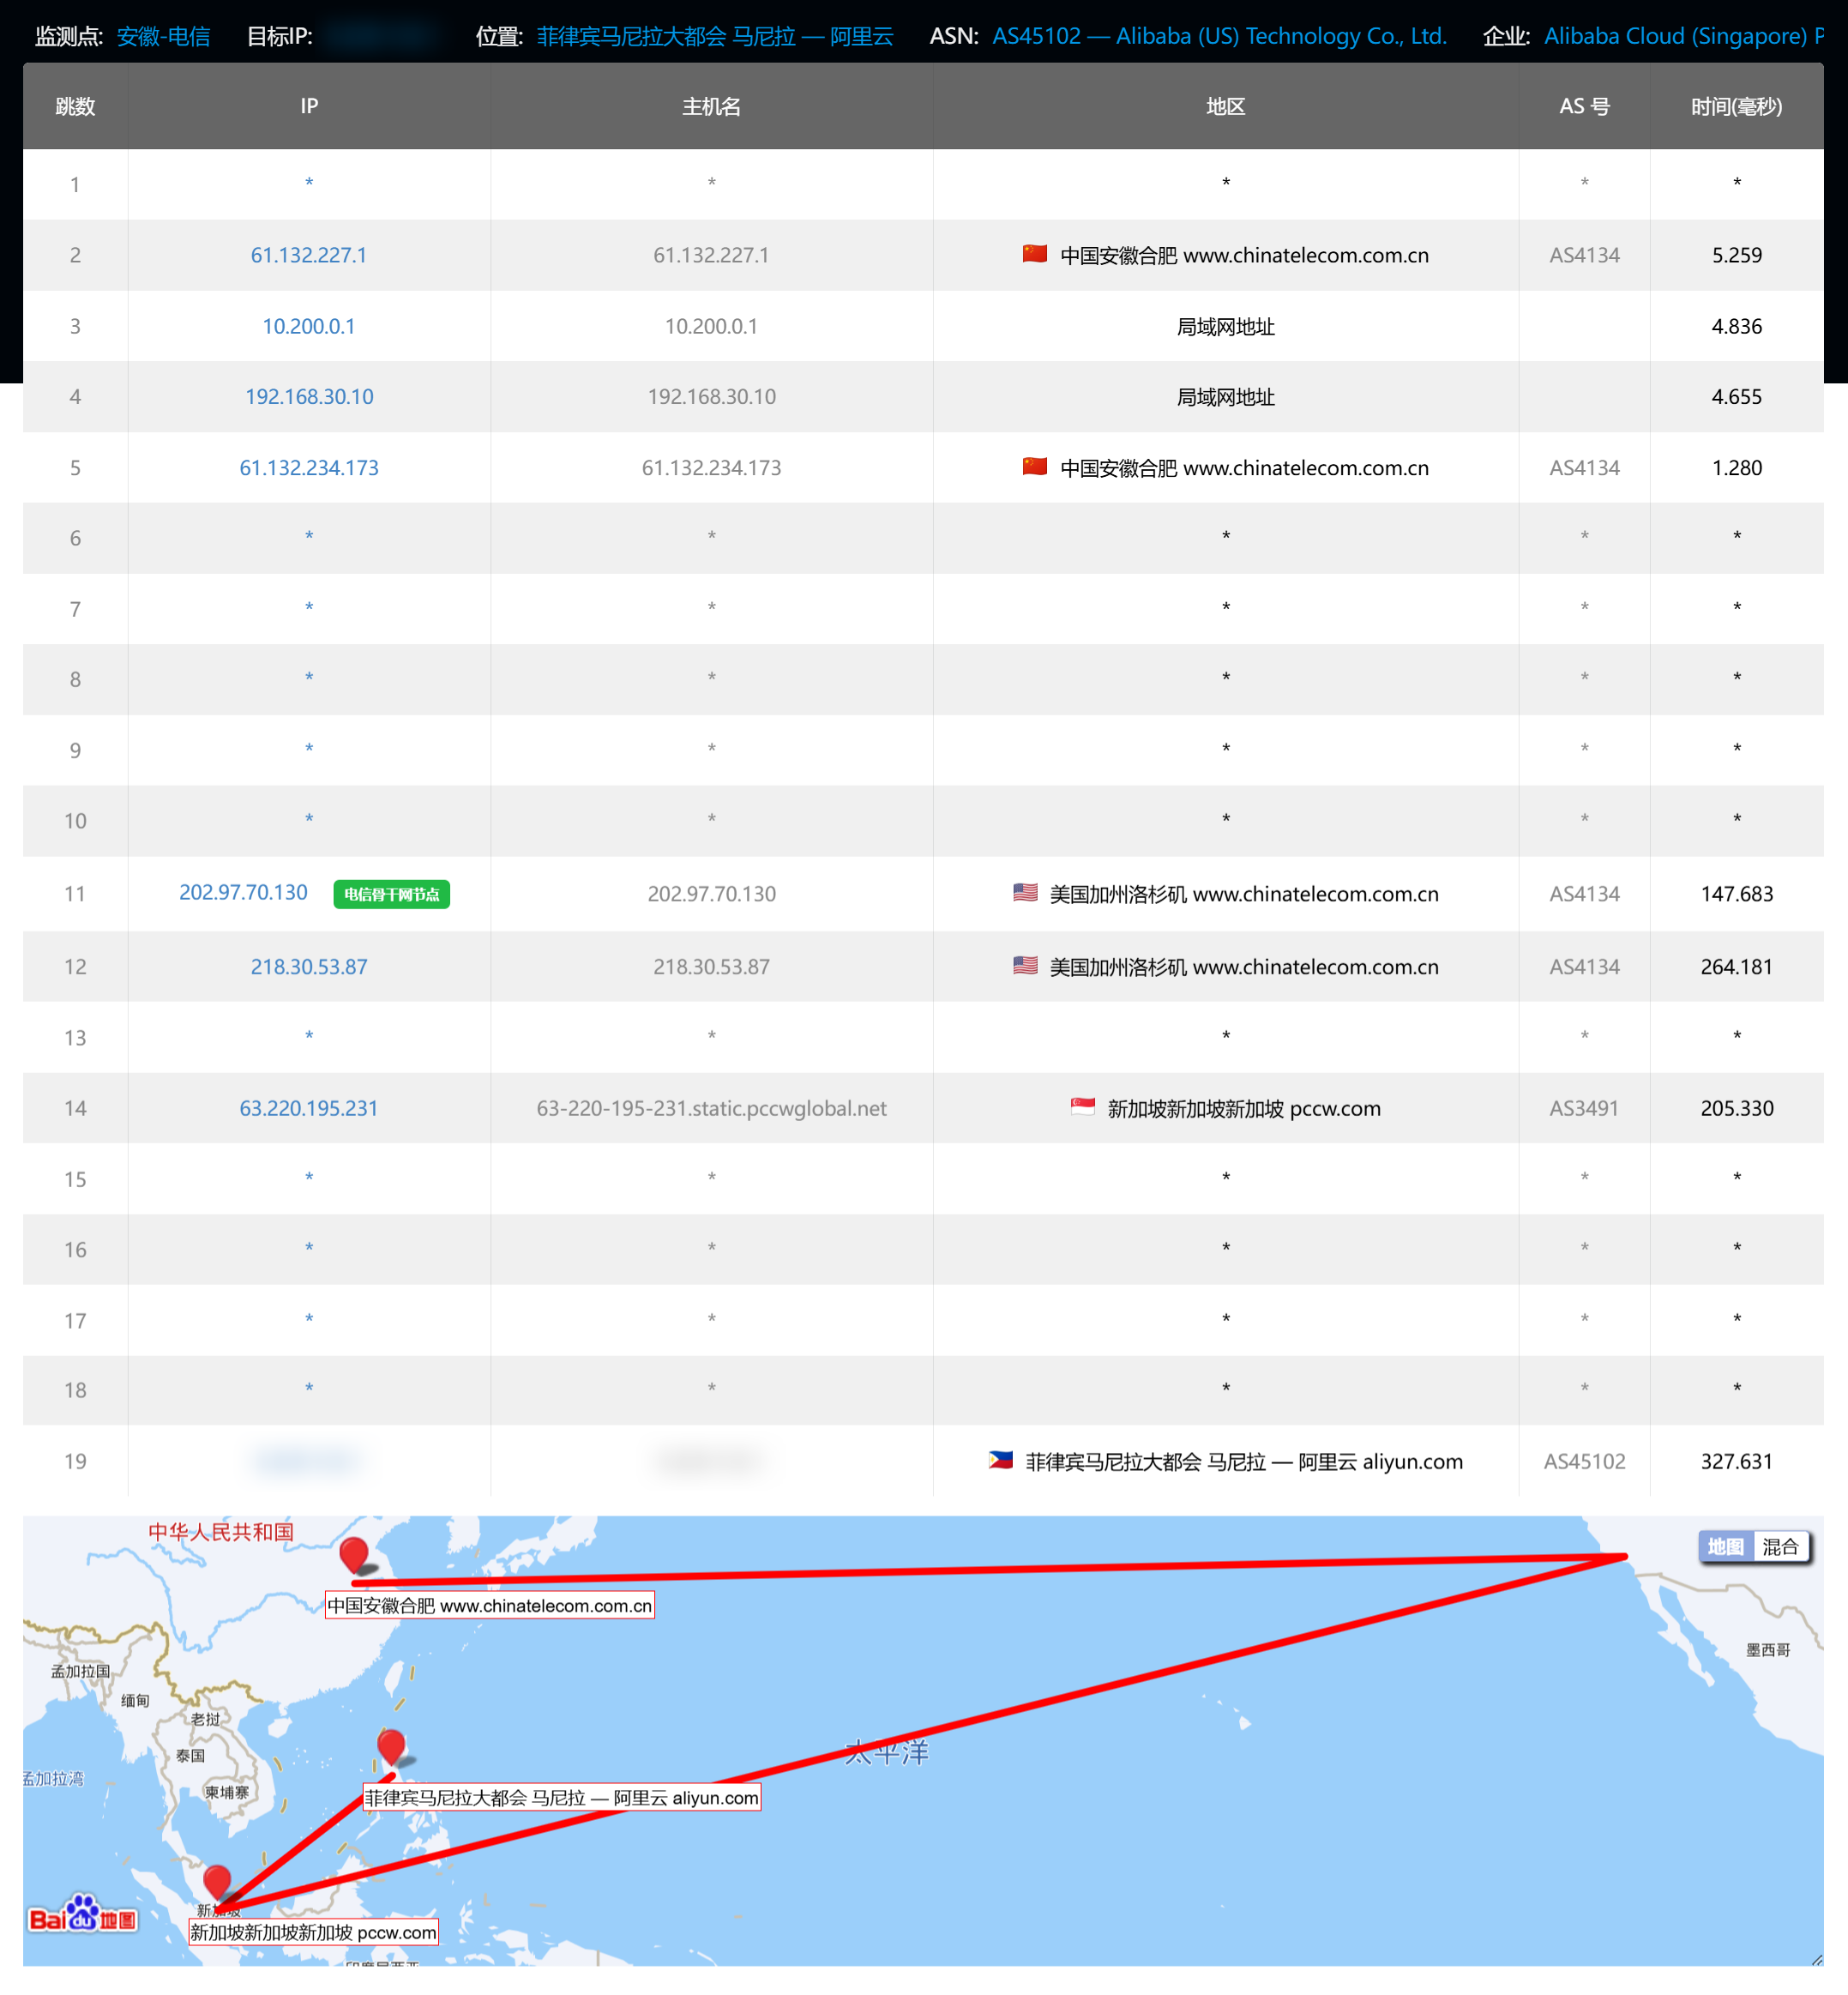 监测点: 安徽-电信 目标IP: 位置: 菲律宾马尼拉大都会 马尼拉 — 阿里云 ASN: AS45102 — Alibaba (US) Technology Co., Ltd. 企业: Alibaba Cloud (Singapore) P
跳数 IP 主机名 地区 AS 号 时间(毫秒)
1 * * * * *
2 61.132.227.1 61.132.227.1 中国安徽合肥 www.chinatelecom.com.cn AS4134 5.259
3 10.200.0.1 10.200.0.1 局域网地址 4.836
4 192.168.30.10 192.168.30.10 局域网地址 4.655
5 61.132.234.173 61.132.234.173 中国安徽合肥 www.chinatelecom.com.cn AS4134 1.280
6 * * * * *
7 * * * * *
8 * * * * *
9 * * * * *
10 * * * * *
11 202.97.70.130 电信骨干网节点 202.97.70.130 美国加州洛杉矶 www.chinatelecom.com.cn AS4134 147.683
12 218.30.53.87 218.30.53.87 美国加州洛杉矶 www.chinatelecom.com.cn AS4134 264.181
13 * * * * *
14 63.220.195.231 63-220-195-231.static.pccwglobal.net 新加坡新加坡新加坡 pccw.com AS3491 205.330
15 * * * * *
16 * * * * *
17 * * * * *
18 * * * * *
19 菲律宾马尼拉大都会 马尼拉 — 阿里云 aliyun.com AS45102 327.631
中华人民共和国
地图 混合
中国安徽合肥 www.chinatelecom.com.cn
墨西哥
孟加拉国
缅甸
老挝
泰国
太平洋
孟加拉湾
柬埔寨
菲律宾马尼拉大都会 马尼拉 — 阿里云 aliyun.com
新加坡
Bai du 地图
新加坡新加坡新加坡 pccw.com
印度尼西亚